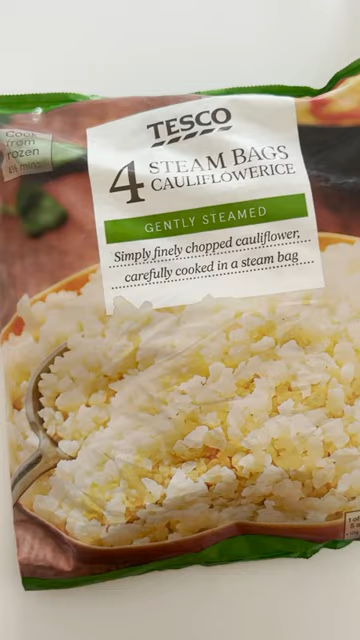 TESCO
4 STEAM BAGS
CAULIFLOWERICE
GENTLY STEAMED
Simply finely chopped cauliflower,
carefully cooked in a steam bag
Cook
from
frozen
mins